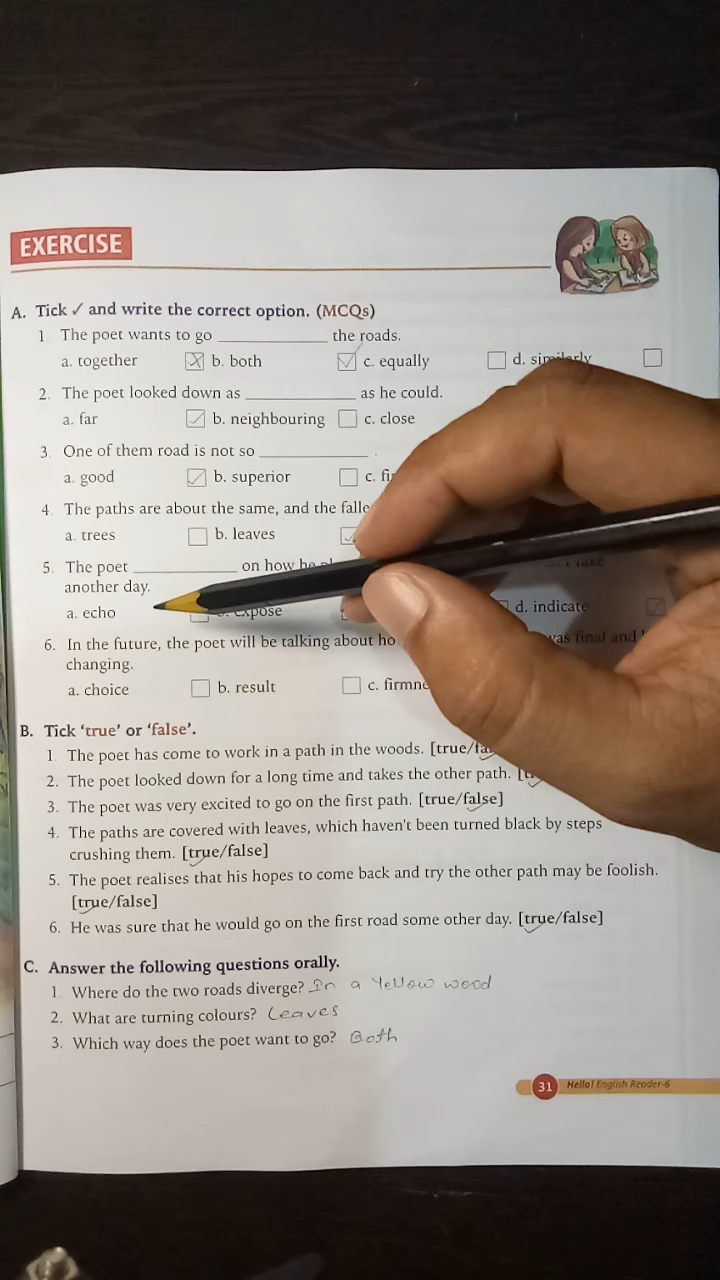 EXERCISE
A. Tick ✓ and write the correct option. (MCQs)
1. The poet wants to go ____________ the roads.
a. together b. both c. equally d. similarly
2. The poet looked down as ____________ as he could.
a. far b. neighbouring c. close
3. One of them road is not so ____________ .
a. good b. superior c.
4. The paths are about the same, and the
a. trees b. leaves
5. The poet ____________ on how
another day.
a. echo b. expose d. indicate
6. In the future, the poet will be talking about was final and
changing.
a. choice b. result c.
B. Tick 'true' or 'false'.
1. The poet has come to work in a path in the woods.
2. The poet looked down for a long time and takes the other path.
3. The poet was very excited to go on the first path. [true/false]
4. The paths are covered with leaves, which haven't been turned black by steps
crushing them. [true/false]
5. The poet realises that his hopes to come back and try the other path may be foolish.
[true/false]
6. He was sure that he would go on the first road some other day. [true/false]
C. Answer the following questions orally.
1. Where do the two roads diverge? In a Yellow wood
2. What are turning colours? Leaves
3. Which way does the poet want to go? Both
31 Hello! English Reader-6